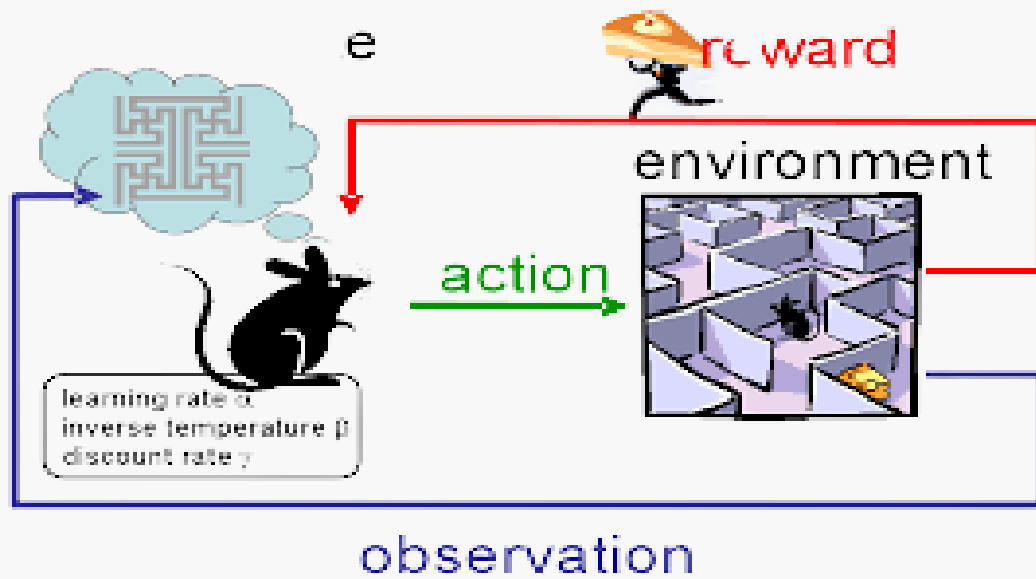 e
reward
environment
action
learning rate α
inverse temperature β
discount rate γ
observation